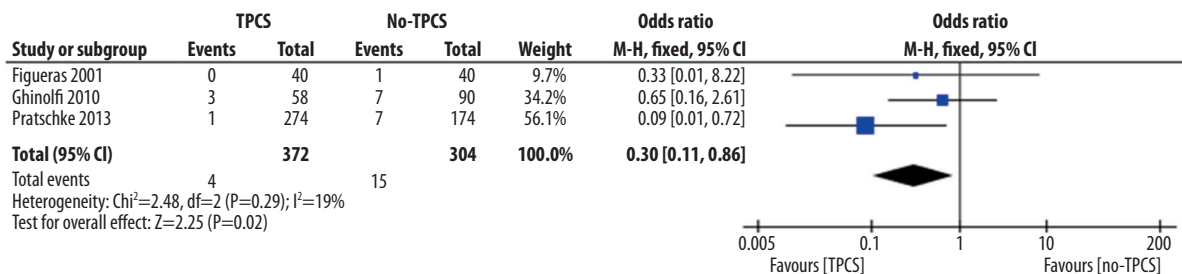 TPCS No-TPCS Odds ratio Odds ratio
Study or subgroup Events Total Events Total Weight M-H, fixed, 95% CI M-H, fixed, 95% CI
Figueras 2001 0 40 1 40 9.7% 0.33 [0.01, 8.22]
Ghinolfi 2010 3 58 7 90 34.2% 0.65 [0.16, 2.61]
Pratschke 2013 1 274 7 174 56.1% 0.09 [0.01, 0.72]
Total (95% CI) 372 304 100.0% 0.30 [0.11, 0.86]
Total events 4 15
Heterogeneity: Chi²=2.48, df=2 (P=0.29); I²=19%
Test for overall effect: Z=2.25 (P=0.02)
0.005 0.1 1 10 200
Favours [TPCS] Favours [no-TPCS]